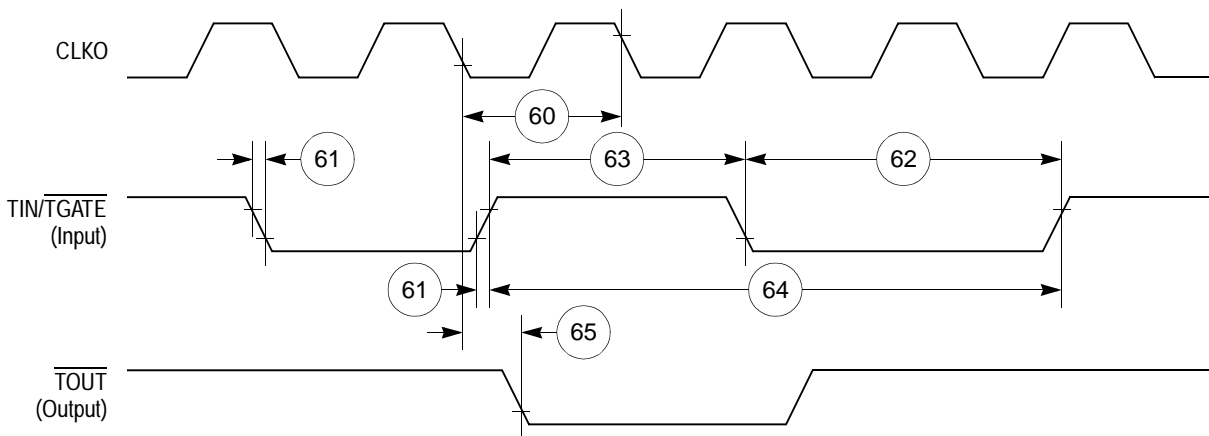 CLKO
60
61
63
62
TIN/TGATE
(Input)
61
64
65
TOUT
(Output)